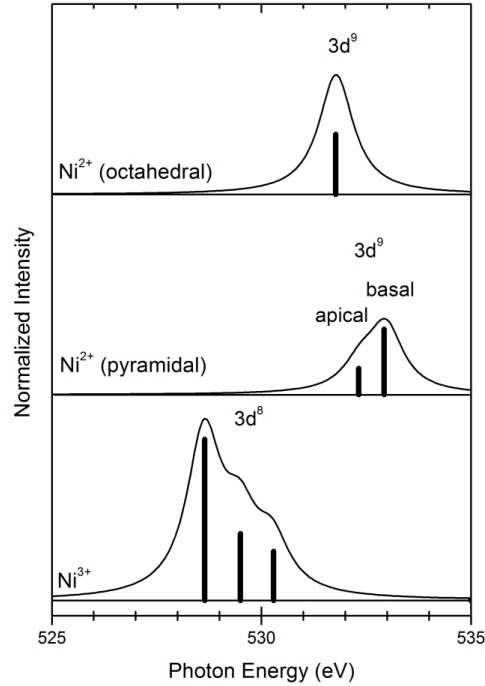 3d⁹
Ni²⁺ (octahedral)
3d⁹
basal
apical
Ni²⁺ (pyramidal)
3d⁸
Ni³⁺
525
530
535
Photon Energy (eV)
Normalized Intensity